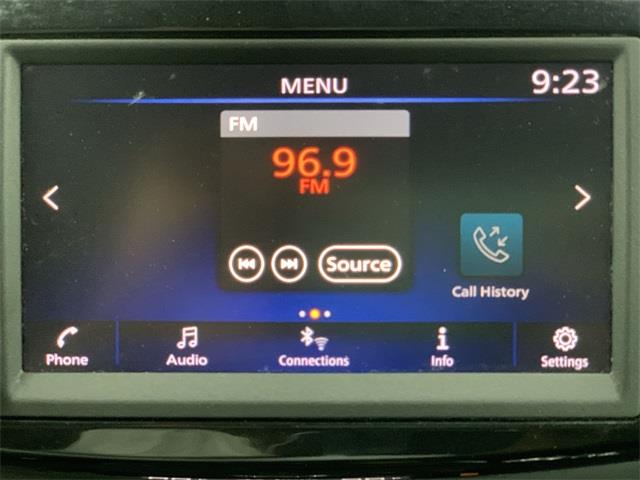 MENU 9:23
FM
96.9
FM
Source
Call History
Phone Audio Connections Info Settings